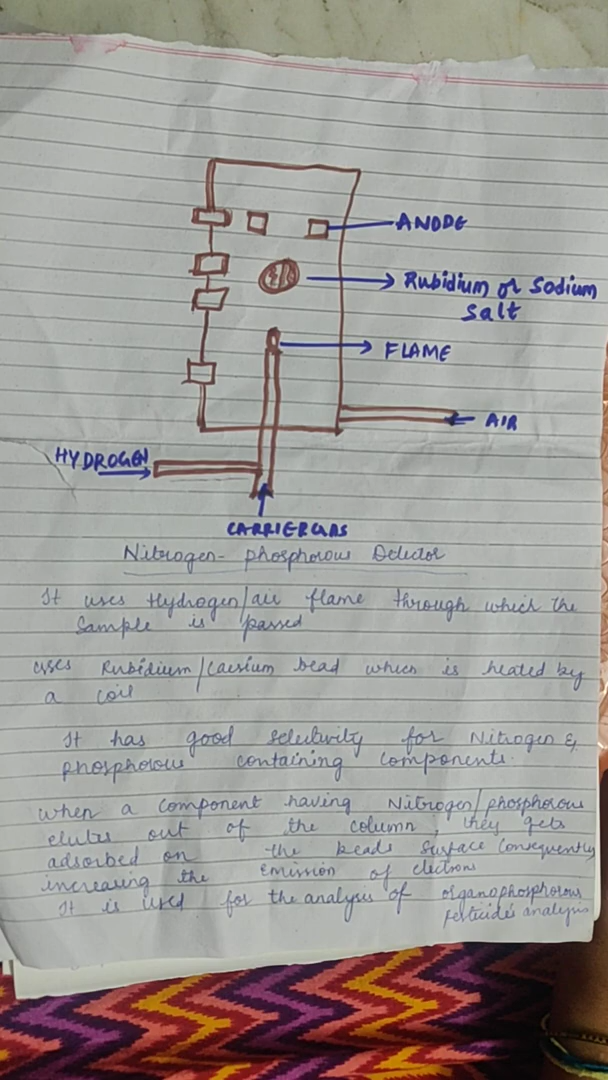 ANODE
Rubidium or Sodium
Salt
FLAME
AIR
HYDROGEN
CARRIERGAS
Nitrogen- phosphorous Detector
It uses Hydrogen/air flame through which the
Sample is passed
uses Rubidium/Caesium bead which is heated by
a coil
It has good selectivity for Nitrogen &
phosphorous containing components.
when a component having Nitrogen/phosphorous
elutes out of the column, they gets
adsorbed on the beads surface Consequently
increasing the emission of electrons
It is used for the analysis of organophosphorous
pesticides analysis